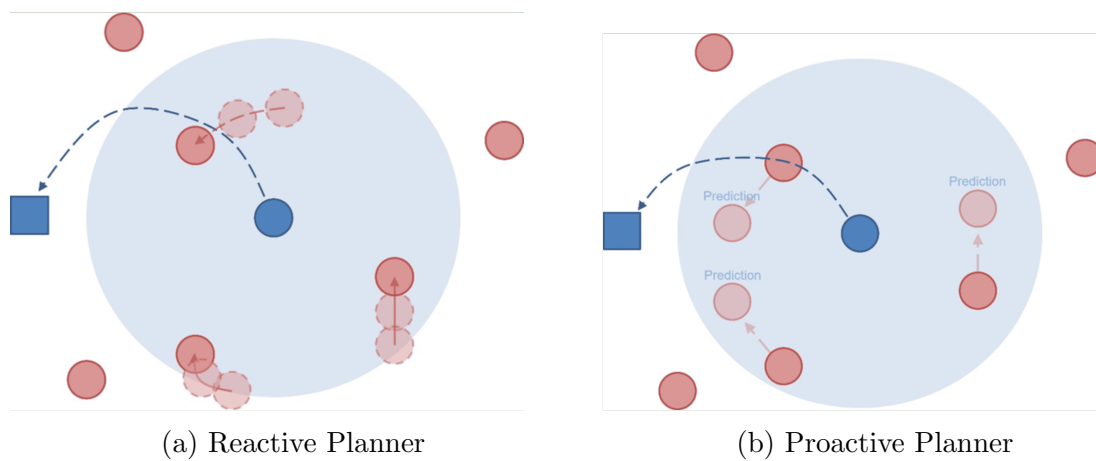 Prediction
Prediction
Prediction
(a) Reactive Planner
(b) Proactive Planner